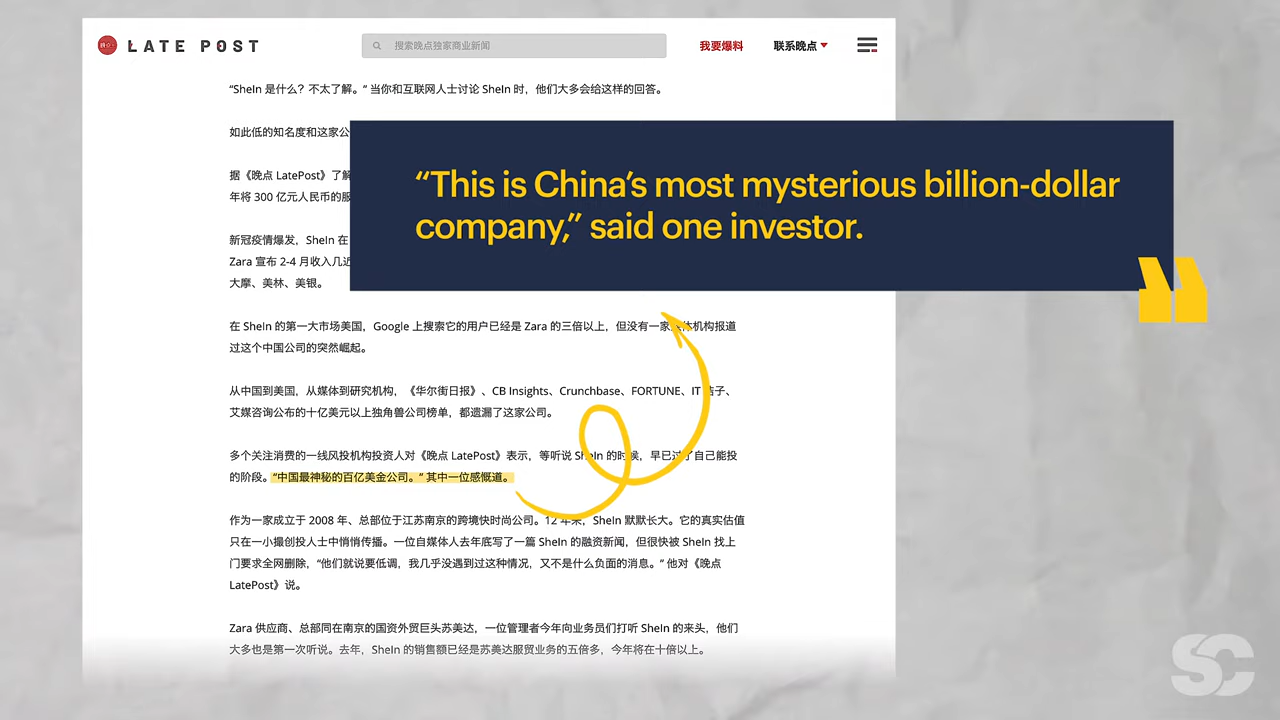 LATE POST
搜索晚点独家商业新闻
我要爆料
联系晚点
“SheIn 是什么？不太了解。” 当你和互联网人士讨论 SheIn 时，他们大多会给这样的回答。
如此低的知名度和这家公
“This is China’s most mysterious billion-dollar
company,” said one investor.
据《晚点 LatePost》了解
年将 300 亿元人民币的服
新冠疫情爆发，SheIn 在
Zara 宣布 2-4 月收入几近
大摩、美林、美银。
在 SheIn 的第一大市场美国，Google 上搜索它的用户已经是 Zara 的三倍以上，但没有一家媒体机构报道
过这个中国公司的突然崛起。
从中国到美国，从媒体到研究机构，《华尔街日报》、CB Insights、Crunchbase、FORTUNE、IT 桔子、
艾媒咨询公布的十亿美元以上独角兽公司榜单，都遗漏了这家公司。
多个关注消费的一线风投机构投资人对《晚点 LatePost》表示，等听说 SheIn 的时候，早已过了自己能投
的阶段。“中国最神秘的百亿美金公司。” 其中一位感慨道。
作为一家成立于 2008 年、总部位于江苏南京的跨境快时尚公司。12 年来，SheIn 默默长大。它的真实估值
只在一小撮创投人士中悄悄传播。一位自媒体人去年底写了一篇 SheIn 的融资新闻，但很快被 SheIn 找上
门要求全网删除，“他们就说要低调，我几乎没遇到过这种情况，又不是什么负面的消息。” 他对《晚点
LatePost》说。
Zara 供应商、总部同在南京的国资外贸巨头苏美达，一位管理者今年向业务员们打听 SheIn 的来头，他们
大多也是第一次听说。去年，SheIn 的销售额已经是苏美达服贸业务的五倍多，今年将在十倍以上。
SC